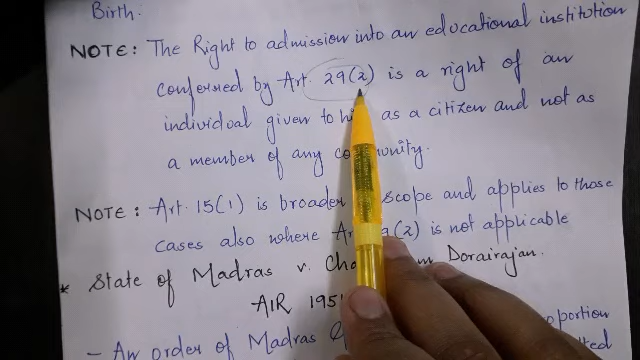 Birth.
NOTE: The Right to admission into an educational institution
conferred by Art. 29(2) is a right of an
individual given to as a citizen and not as
a member of any
NOTE: Art. 15(1) is broader scope and applies to those
cases also where (2) is not applicable
* State of Madras v. Dorairajan.
AIR 1951
- An order of Madras